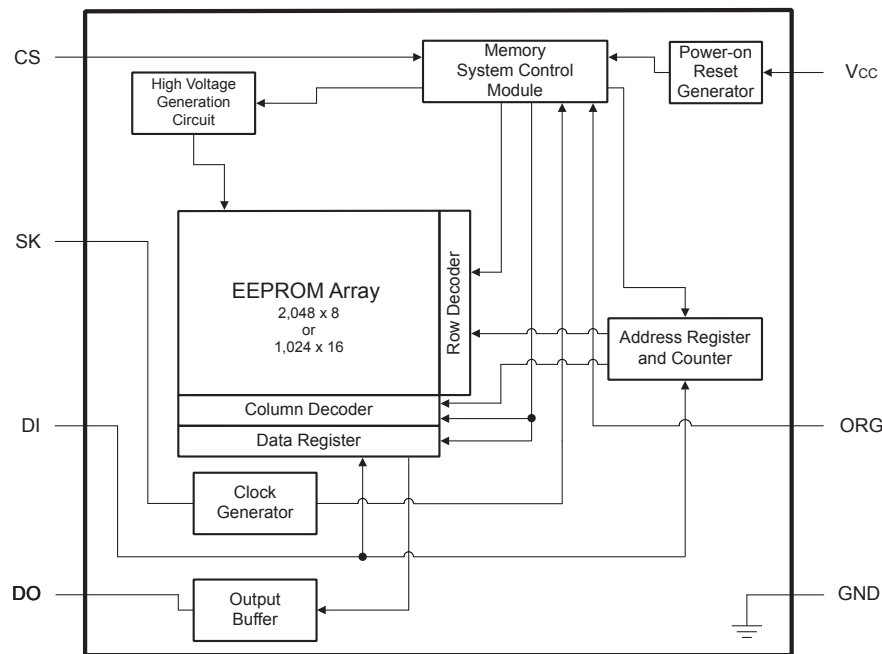 CS
Memory
System Control
Module
Power-on
Reset
Generator
VCC
High Voltage
Generation
Circuit
SK
EEPROM Array
2,048 x 8
or
1,024 x 16
Row Decoder
Address Register
and Counter
Column Decoder
DI
Data Register
ORG
Clock
Generator
DO
Output
Buffer
GND